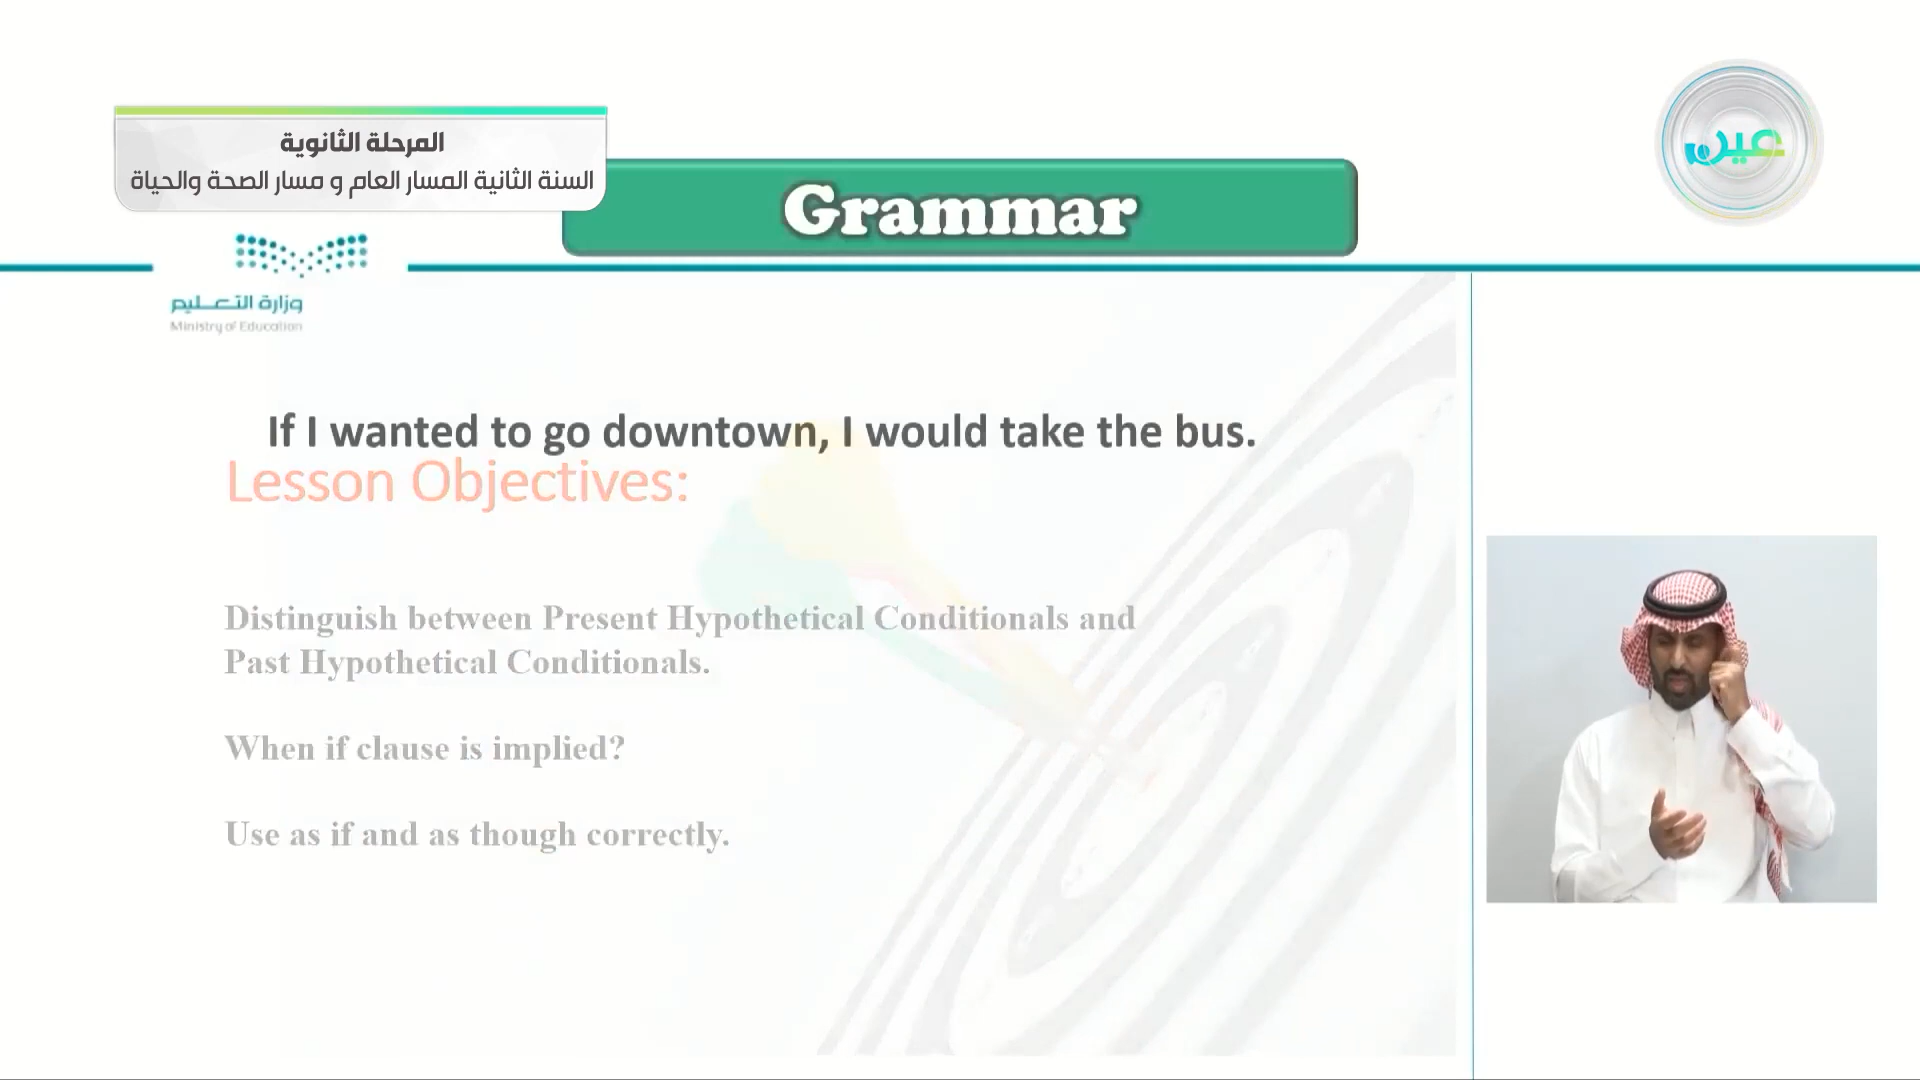 المرحلة الثانوية
السنة الثانية المسار العام و مسار الصحة والحياة
عين
Grammar
وزارة التعليم
Ministry of Education
If I wanted to go downtown, I would take the bus.
Lesson Objectives:
Distinguish between Present Hypothetical Conditionals and
Past Hypothetical Conditionals.
When if clause is implied?
Use as if and as though correctly.